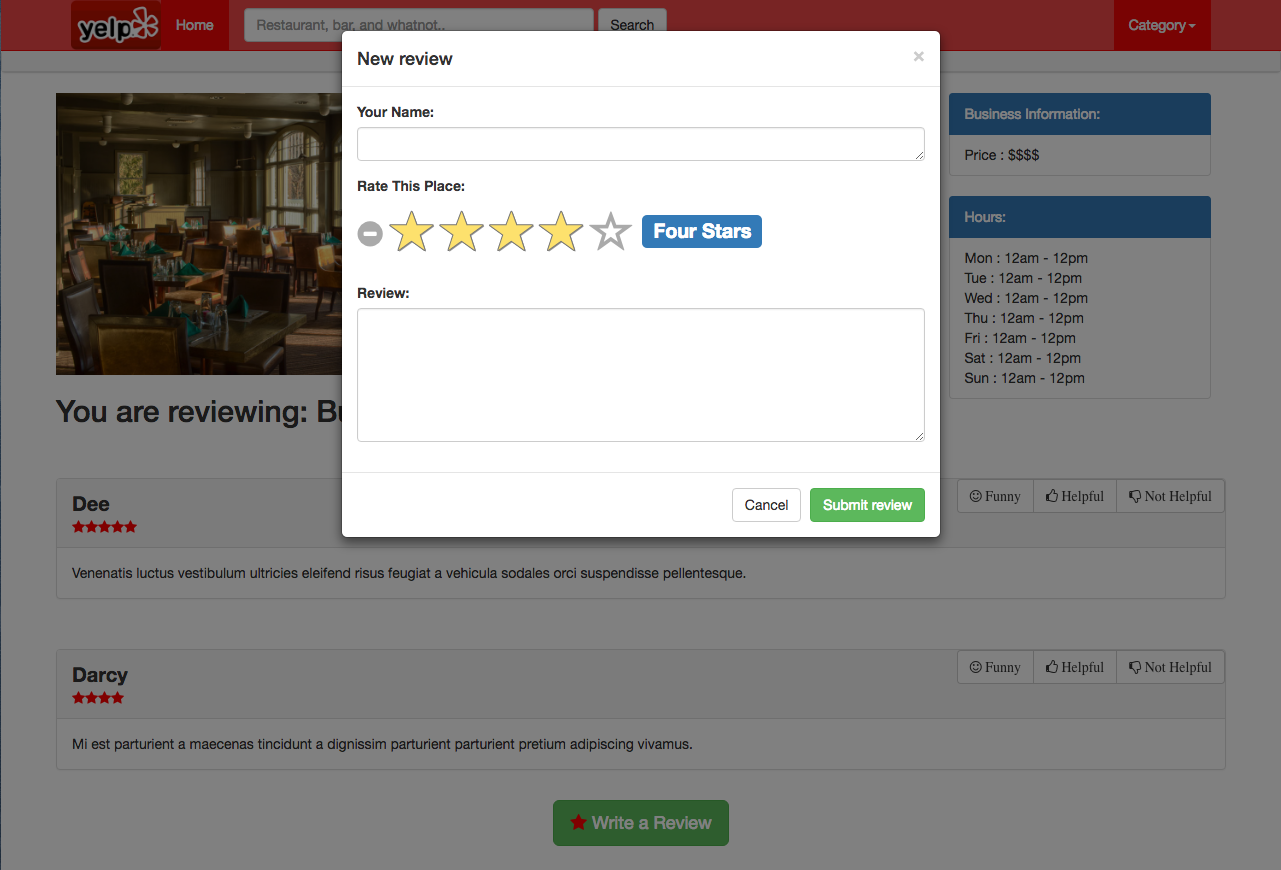 yelp
Home
Restaurant, bar, and whatnot..
Search
Category
New review
×
Your Name:
Rate This Place:
Four Stars
Review:
Cancel
Submit review
Business Information:
Price : $$$$
Hours:
Mon : 12am - 12pm
Tue : 12am - 12pm
Wed : 12am - 12pm
Thu : 12am - 12pm
Fri : 12am - 12pm
Sat : 12am - 12pm
Sun : 12am - 12pm
You are reviewing:
Dee
Funny
Helpful
Not Helpful
Venenatis luctus vestibulum ultricies eleifend risus feugiat a vehicula sodales orci suspendisse pellentesque.
Darcy
Funny
Helpful
Not Helpful
Mi est parturient a maecenas tincidunt a dignissim parturient parturient pretium adipiscing vivamus.
Write a Review